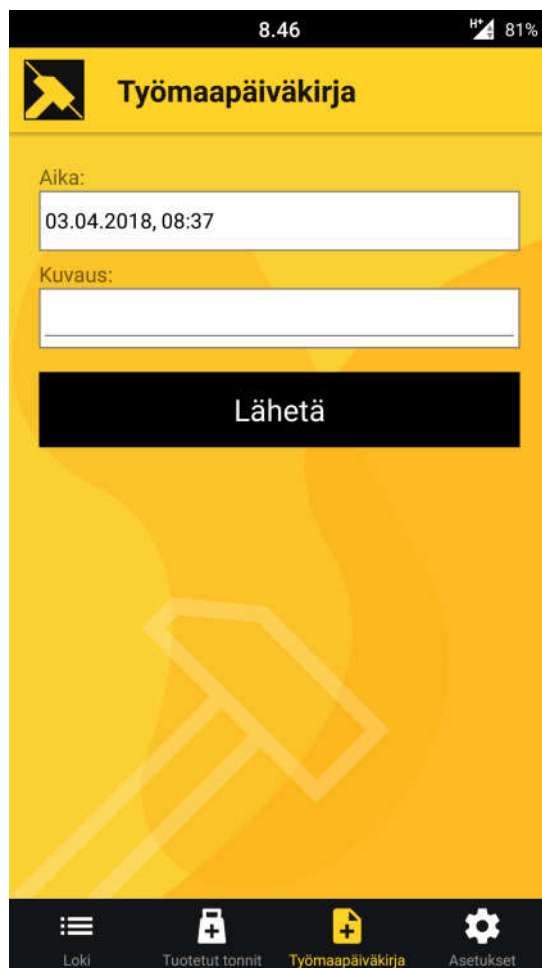 8.46 H+ 81%
Työmaapäiväkirja
Aika:
03.04.2018, 08:37
Kuvaus:
Lähetä
Loki Tuotetut tonnit Työmaapäiväkirja Asetukset